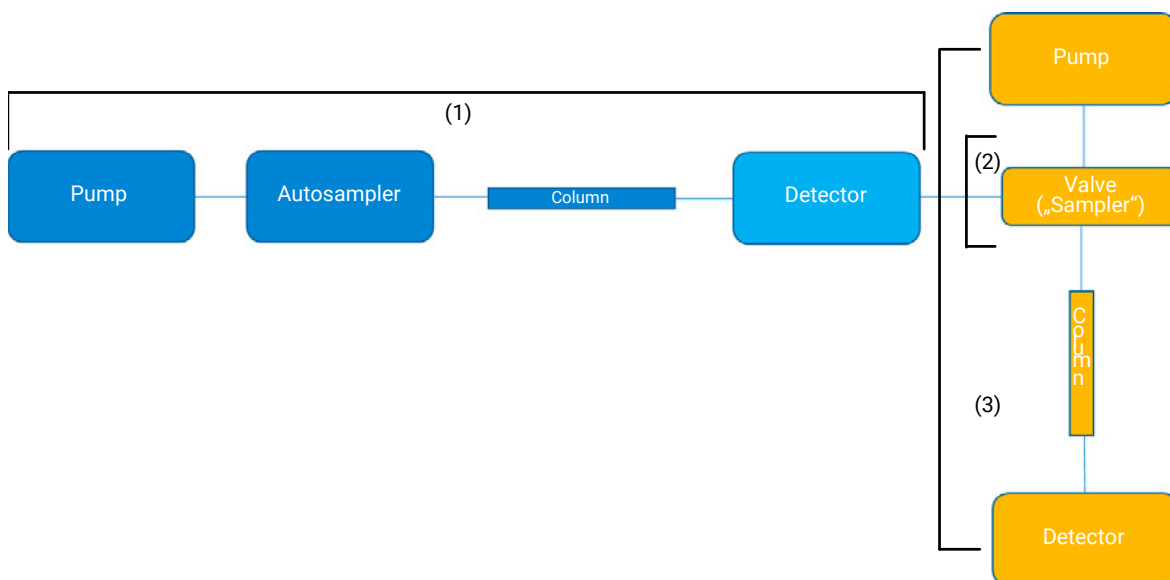 Pump
(1)
Pump
Autosampler
Column
Detector
(2)
Valve
(„Sampler“)
Column
(3)
Detector